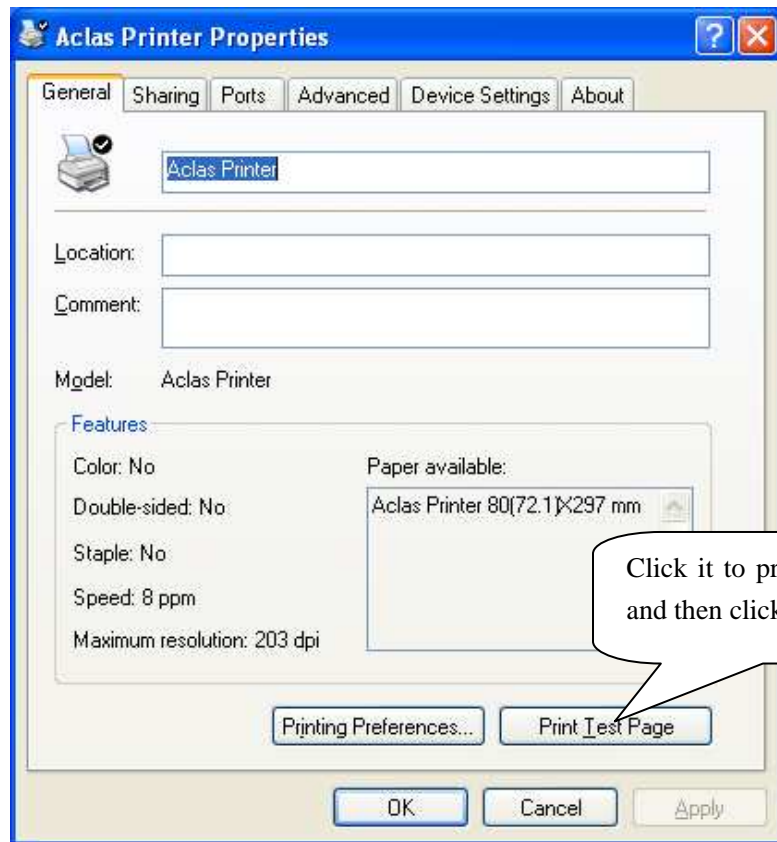 Aclas Printer Properties
General Sharing Ports Advanced Device Settings About
Aclas Printer
Location:
Comment:
Model: Aclas Printer
Features
Color: No
Double-sided: No
Staple: No
Speed: 8 ppm
Maximum resolution: 203 dpi
Paper available:
Aclas Printer 80(72.1)X297 mm
Click it to
and then
Printing Preferences... Print Test Page
OK Cancel Apply